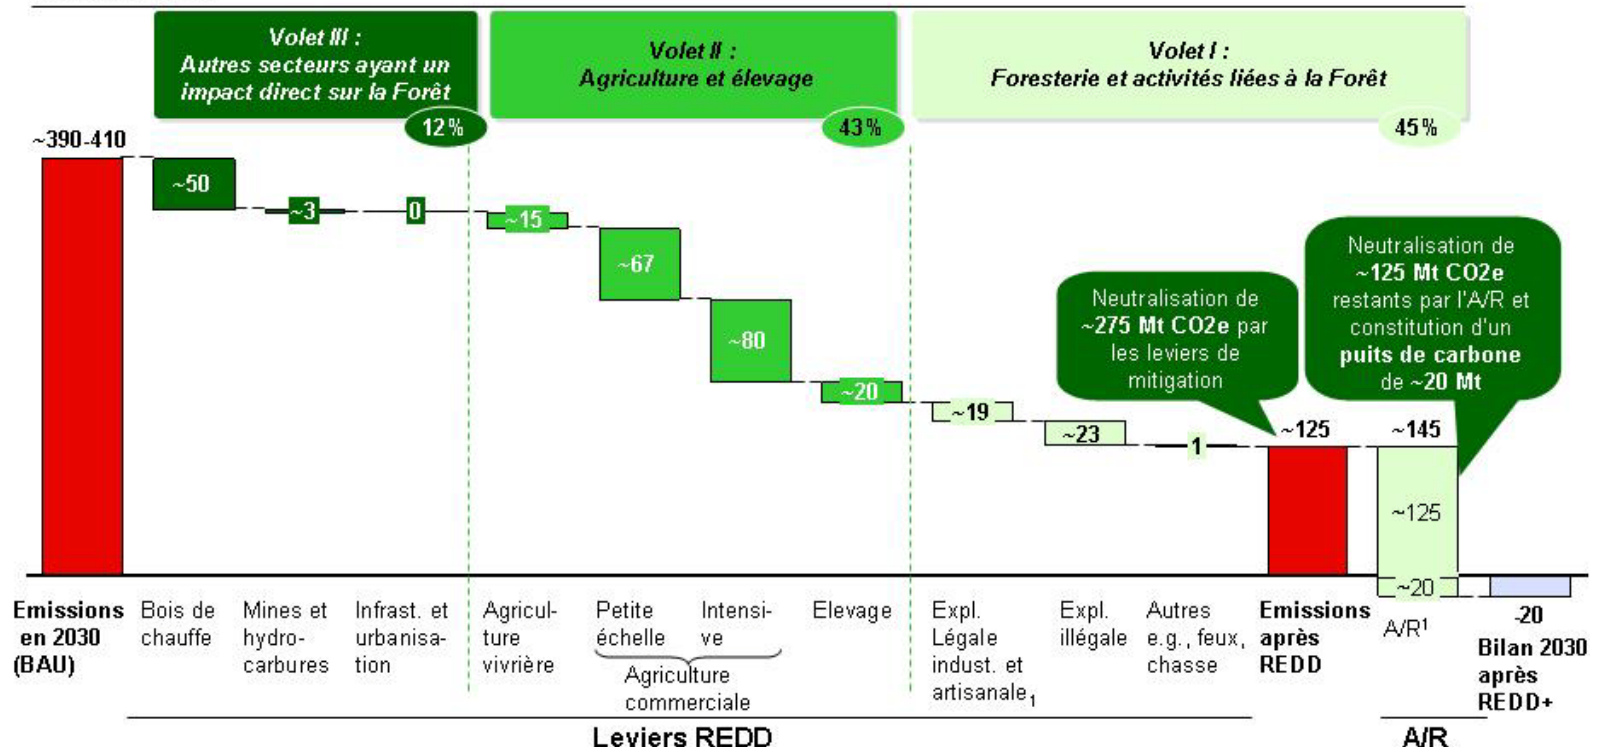 Volet III :
Autres secteurs ayant un
impact direct sur la Forêt
12%
Volet II :
Agriculture et élevage
43%
Volet I :
Foresterie et activités liées à la Forêt
45%
~390-410
~50
~3
0
~15
~67
~80
~20
~19
~23
1
~125
~145
~125
~20
-20
Neutralisation de
~275 Mt CO2e par
les leviers de
mitigation
Neutralisation de
~125 Mt CO2e
restants par l'A/R et
constitution d'un
puits de carbone
de ~20 Mt
Emissions
en 2030
(BAU)
Bois de
chauffe
Mines et
hydro-
carbures
Infrast. et
urbanisa-
tion
Agricul-
ture
vivrière
Petite
échelle
Intensi-
ve
Agriculture
commerciale
Elevage
Expl.
Légale
indust. et
artisanale1
Expl.
illégale
Autres
e.g., feux,
chasse
Emissions
après
REDD
A/R1
Bilan 2030
après
REDD+
Leviers REDD
A/R